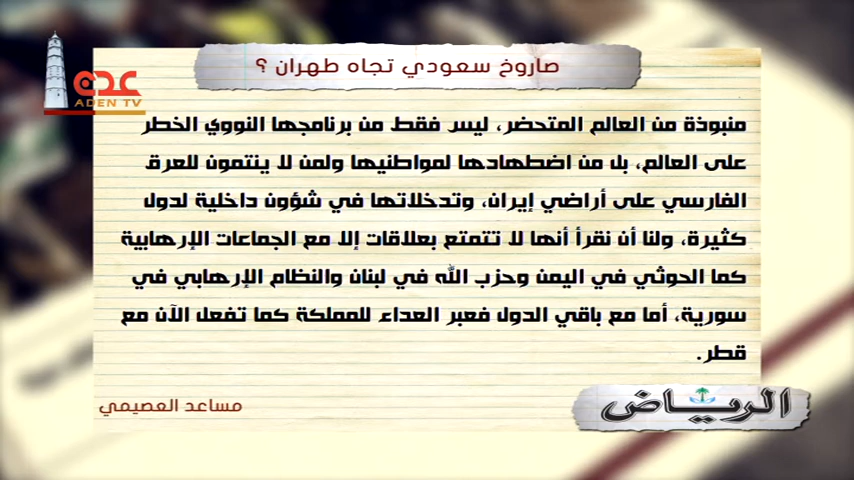 صاروخ سعودي تجاه طهران ؟
عدن
ADEN TV
منبوذة من العالم المتحضر، ليس فقط من برنامجها النووي الخطر
على العالم، بل من اضطهادها لمواطنيها ولمن لا ينتمون للعرق
الفارسي على أراضي إيران، وتدخلاتها في شؤون داخلية لدول
كثيرة، ولنا أن نقرأ أنها لا تتمتع بعلاقات إلا مع الجماعات الإرهابية
كما الحوثي في اليمن وحزب الله في لبنان والنظام الإرهابي في
سورية، أما مع باقي الدول فعبر العداء للمملكة كما تفعل الآن مع
قطر.
مساعد العصيمي
الرياض